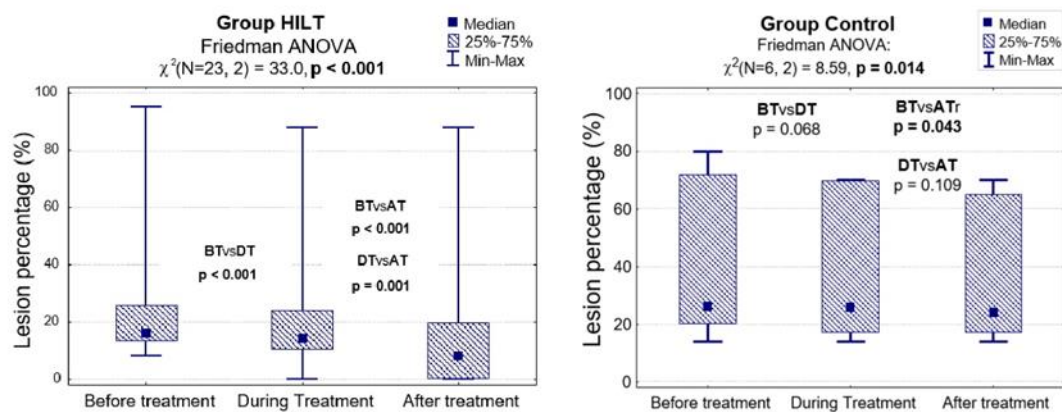 Group HILT
Friedman ANOVA
χ²(N=23, 2) = 33.0, p < 0.001
Median
25%-75%
Min-Max
Lesion percentage (%)
100
80
60
40
20
0
BTvsDT
p < 0.001
BTvsAT
p < 0.001
DTvsAT
p = 0.001
Before treatment
During Treatment
After treatment
Group Control
Friedman ANOVA:
χ²(N=6, 2) = 8.59, p = 0.014
Median
25%-75%
Min-Max
Lesion percentage (%)
100
80
60
40
20
0
BTvsDT
p = 0.068
BTvsATr
p = 0.043
DTvsAT
p = 0.109
Before treatment
During Treatment
After treatment